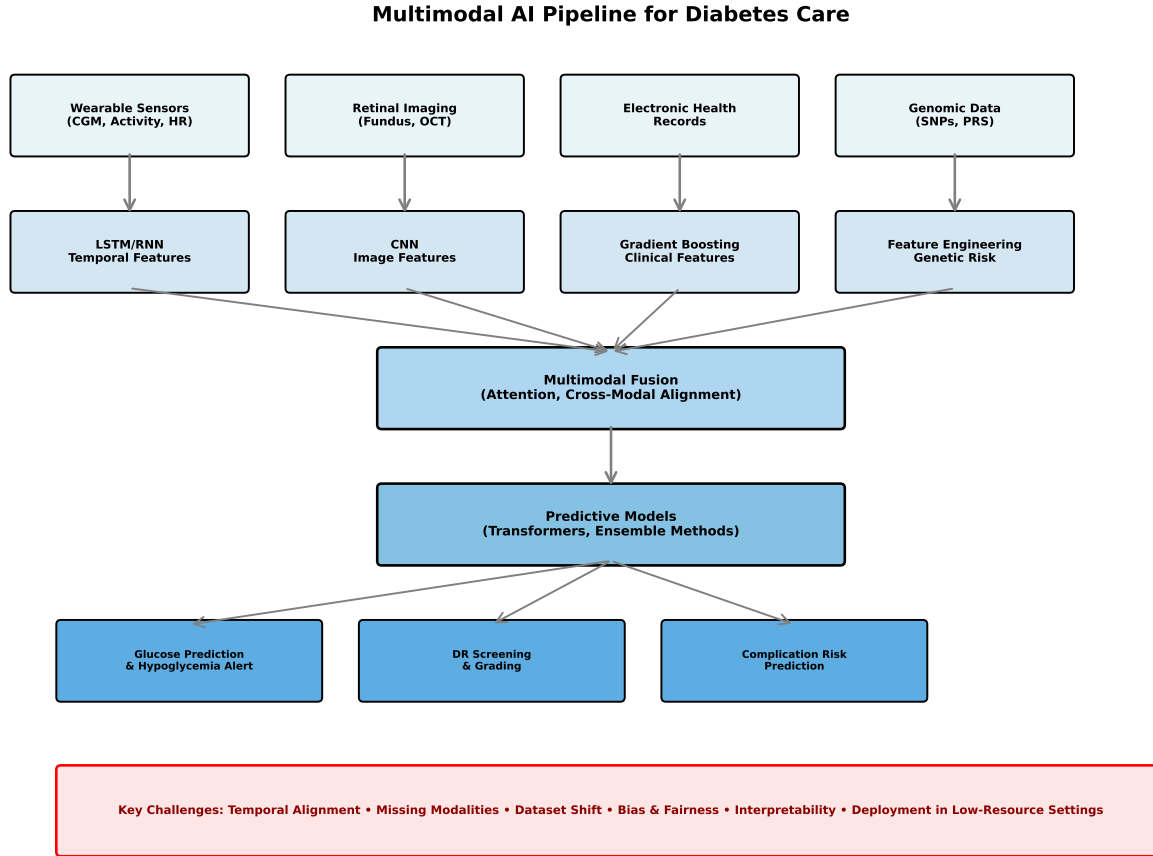 Multimodal AI Pipeline for Diabetes Care
Wearable Sensors
(CGM, Activity, HR)
Retinal Imaging
(Fundus, OCT)
Electronic Health
Records
Genomic Data
(SNPs, PRS)
LSTM/RNN
Temporal Features
CNN
Image Features
Gradient Boosting
Clinical Features
Feature Engineering
Genetic Risk
Multimodal Fusion
(Attention, Cross-Modal Alignment)
Predictive Models
(Transformers, Ensemble Methods)
Glucose Prediction
& Hypoglycemia Alert
DR Screening
& Grading
Complication Risk
Prediction
Key Challenges: Temporal Alignment • Missing Modalities • Dataset Shift • Bias & Fairness • Interpretability • Deployment in Low-Resource Settings